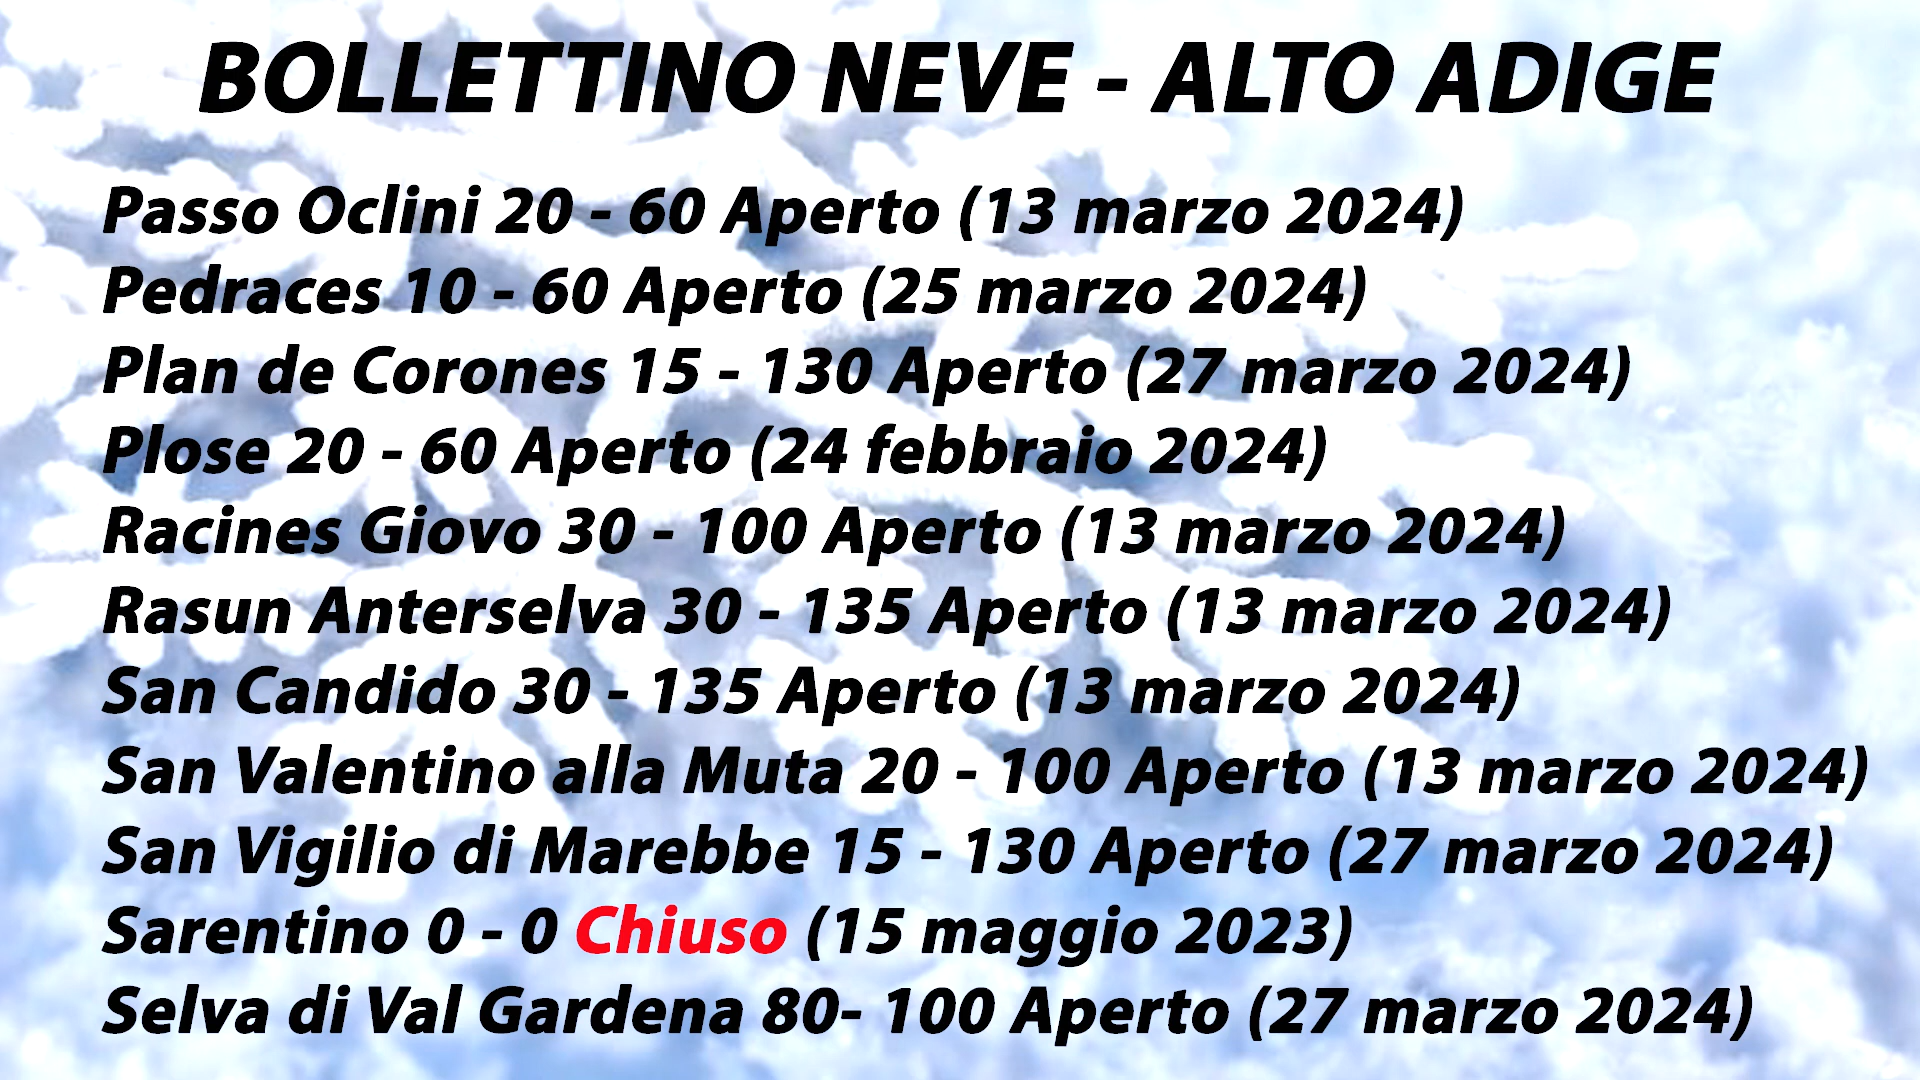 BOLLETTINO NEVE - ALTO ADIGE
Passo Oclini 20 - 60 Aperto (13 marzo 2024)
Pedraces 10 - 60 Aperto (25 marzo 2024)
Plan de Corones 15 - 130 Aperto (27 marzo 2024)
Plose 20 - 60 Aperto (24 febbraio 2024)
Racines Giovo 30 - 100 Aperto (13 marzo 2024)
Rasun Anterselva 30 - 135 Aperto (13 marzo 2024)
San Candido 30 - 135 Aperto (13 marzo 2024)
San Valentino alla Muta 20 - 100 Aperto (13 marzo 2024)
San Vigilio di Marebbe 15 - 130 Aperto (27 marzo 2024)
Sarentino 0 - 0 Chiuso (15 maggio 2023)
Selva di Val Gardena 80- 100 Aperto (27 marzo 2024)